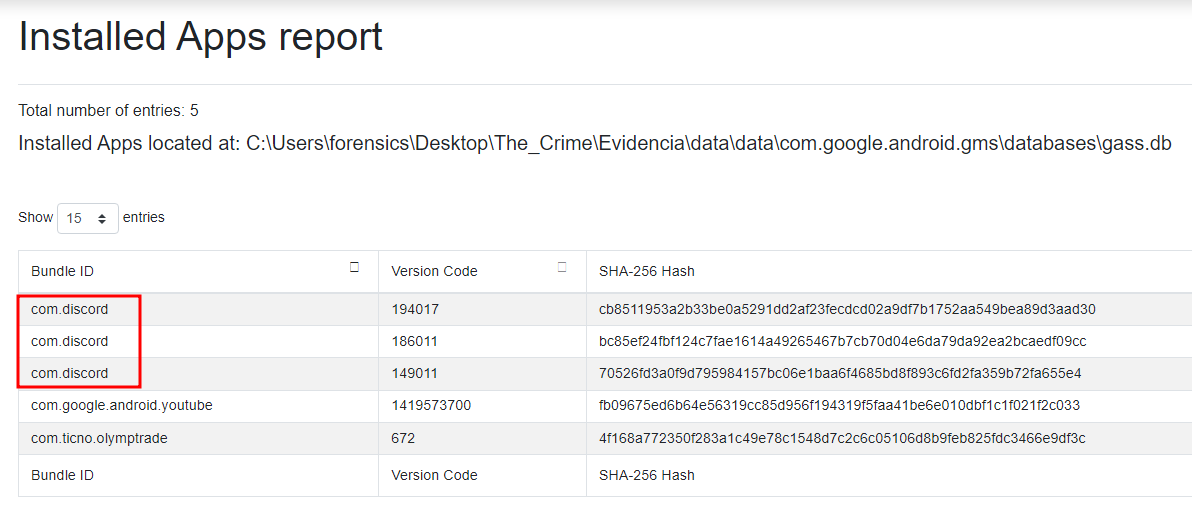 Installed Apps report
Total number of entries: 5
Installed Apps located at: C:\Users\forensics\Desktop\The_Crime\Evidencia\data\data\com.google.android.gms\databases\gass.db
Show 15 entries
Bundle ID Version Code SHA-256 Hash
com.discord 194017 cb8511953a2b33be0a5291dd2af23fecdcd02a9df7b1752aa549bea89d3aad30
com.discord 186011 bc85ef24fbf124c7fae1614a49265467b7cb70d04e6da79da92ea2bcaedf09cc
com.discord 149011 70526fd3a0f9d795984157bc06e1baa6f4685bd8f893c6fd2fa359b72fa655e4
com.google.android.youtube 1419573700 fb09675ed6b64e56319cc85d956f194319f5faa41be6e010dbf1c1f021f2c033
com.ticno.olymptrade 672 4f168a772350f283a1c49e78c1548d7c2c6c05106d8b9feb825fdc3466e9df3c
Bundle ID Version Code SHA-256 Hash